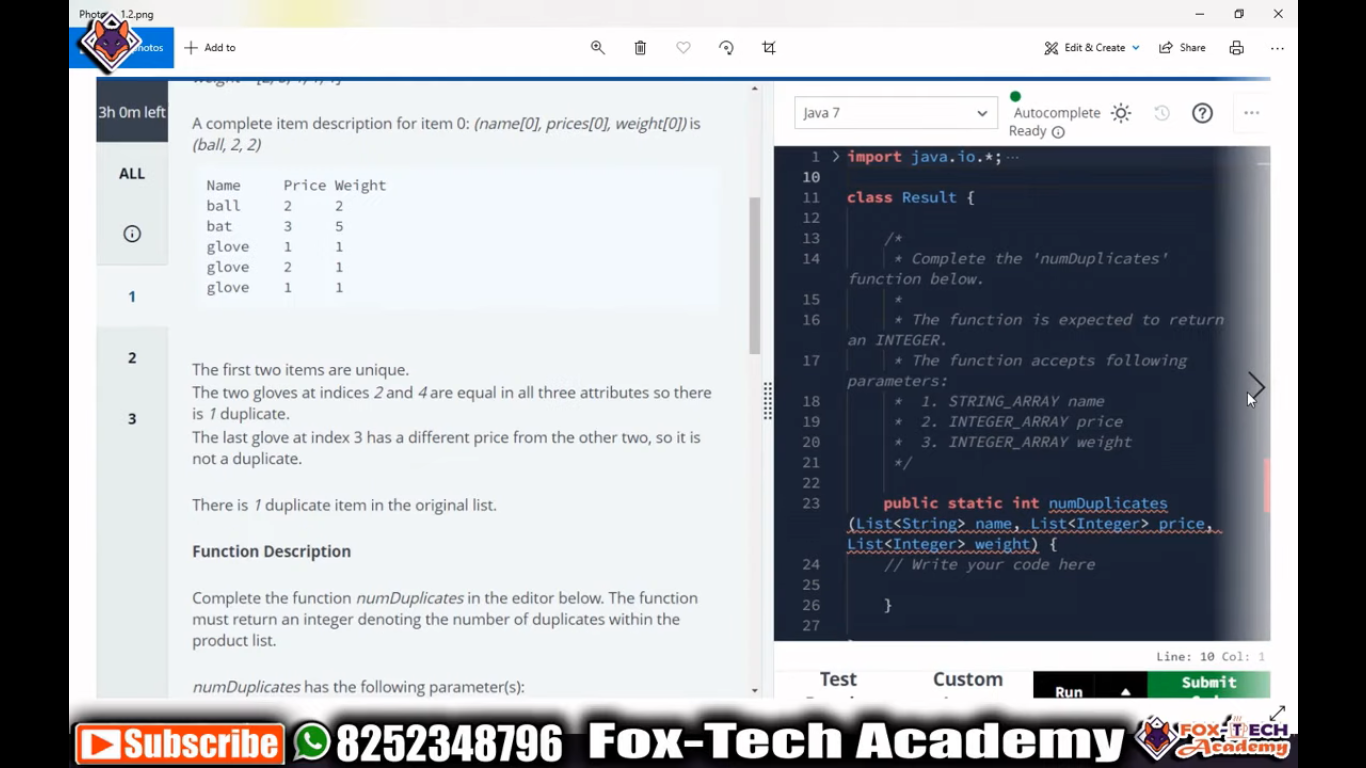 Photo 1.2.png
hotos
Add to
Edit & Create
Share
3h 0m left
ALL
1
2
3
A complete item description for item 0: (name[0], prices[0], weight[0]) is
(ball, 2, 2)
Name Price Weight
ball 2 2
bat 3 5
glove 1 1
glove 2 1
glove 1 1
The first two items are unique.
The two gloves at indices 2 and 4 are equal in all three attributes so there
is 1 duplicate.
The last glove at index 3 has a different price from the other two, so it is
not a duplicate.
There is 1 duplicate item in the original list.
Function Description
Complete the function numDuplicates in the editor below. The function
must return an integer denoting the number of duplicates within the
product list.
numDuplicates has the following parameter(s):
Java 7
Autocomplete
Ready
1 import java.io.*; ...
10
11 class Result {
12
13 /*
14 * Complete the 'numDuplicates'
function below.
15 *
16 * The function is expected to return
an INTEGER.
17 * The function accepts following
parameters:
18 * 1. STRING_ARRAY name
19 * 2. INTEGER_ARRAY price
20 * 3. INTEGER_ARRAY weight
21 */
22
23 public static int numDuplicates
(List<String> name, List<Integer> price,
List<Integer> weight) {
24 // Write your code here
25
26 }
27
Line: 10 Col: 1
Test
Custom
Run
Submit
Subscribe
8252348796
Fox-Tech Academy
FOX-TECH
Academy